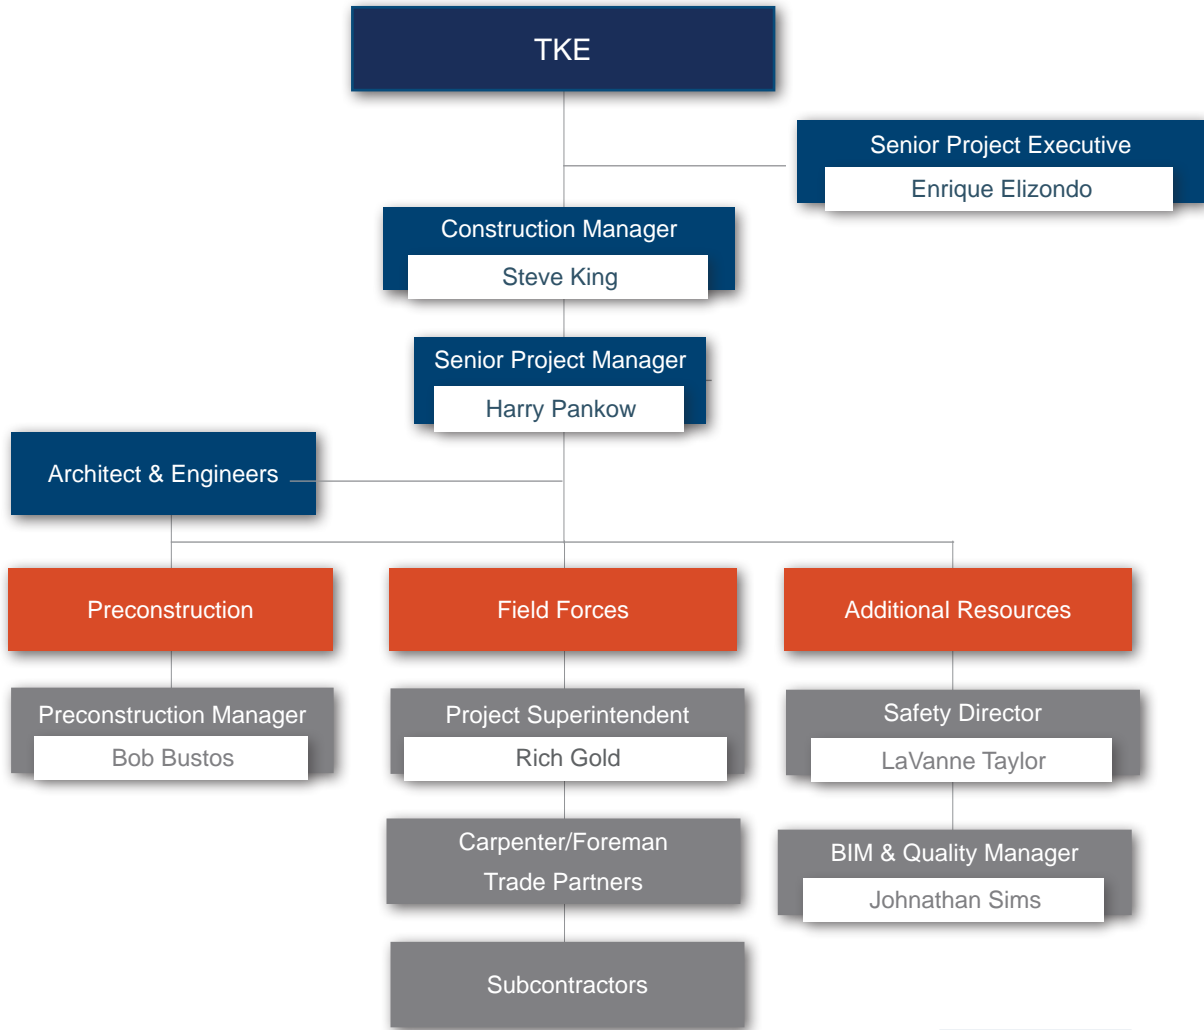 TKE
Senior Project Executive
Enrique Elizondo
Construction Manager
Steve King
Senior Project Manager
Harry Pankow
Architect & Engineers
Preconstruction
Field Forces
Additional Resources
Preconstruction Manager
Bob Bustos
Project Superintendent
Rich Gold
Safety Director
LaVanne Taylor
Carpenter/Foreman
Trade Partners
BIM & Quality Manager
Johnathan Sims
Subcontractors